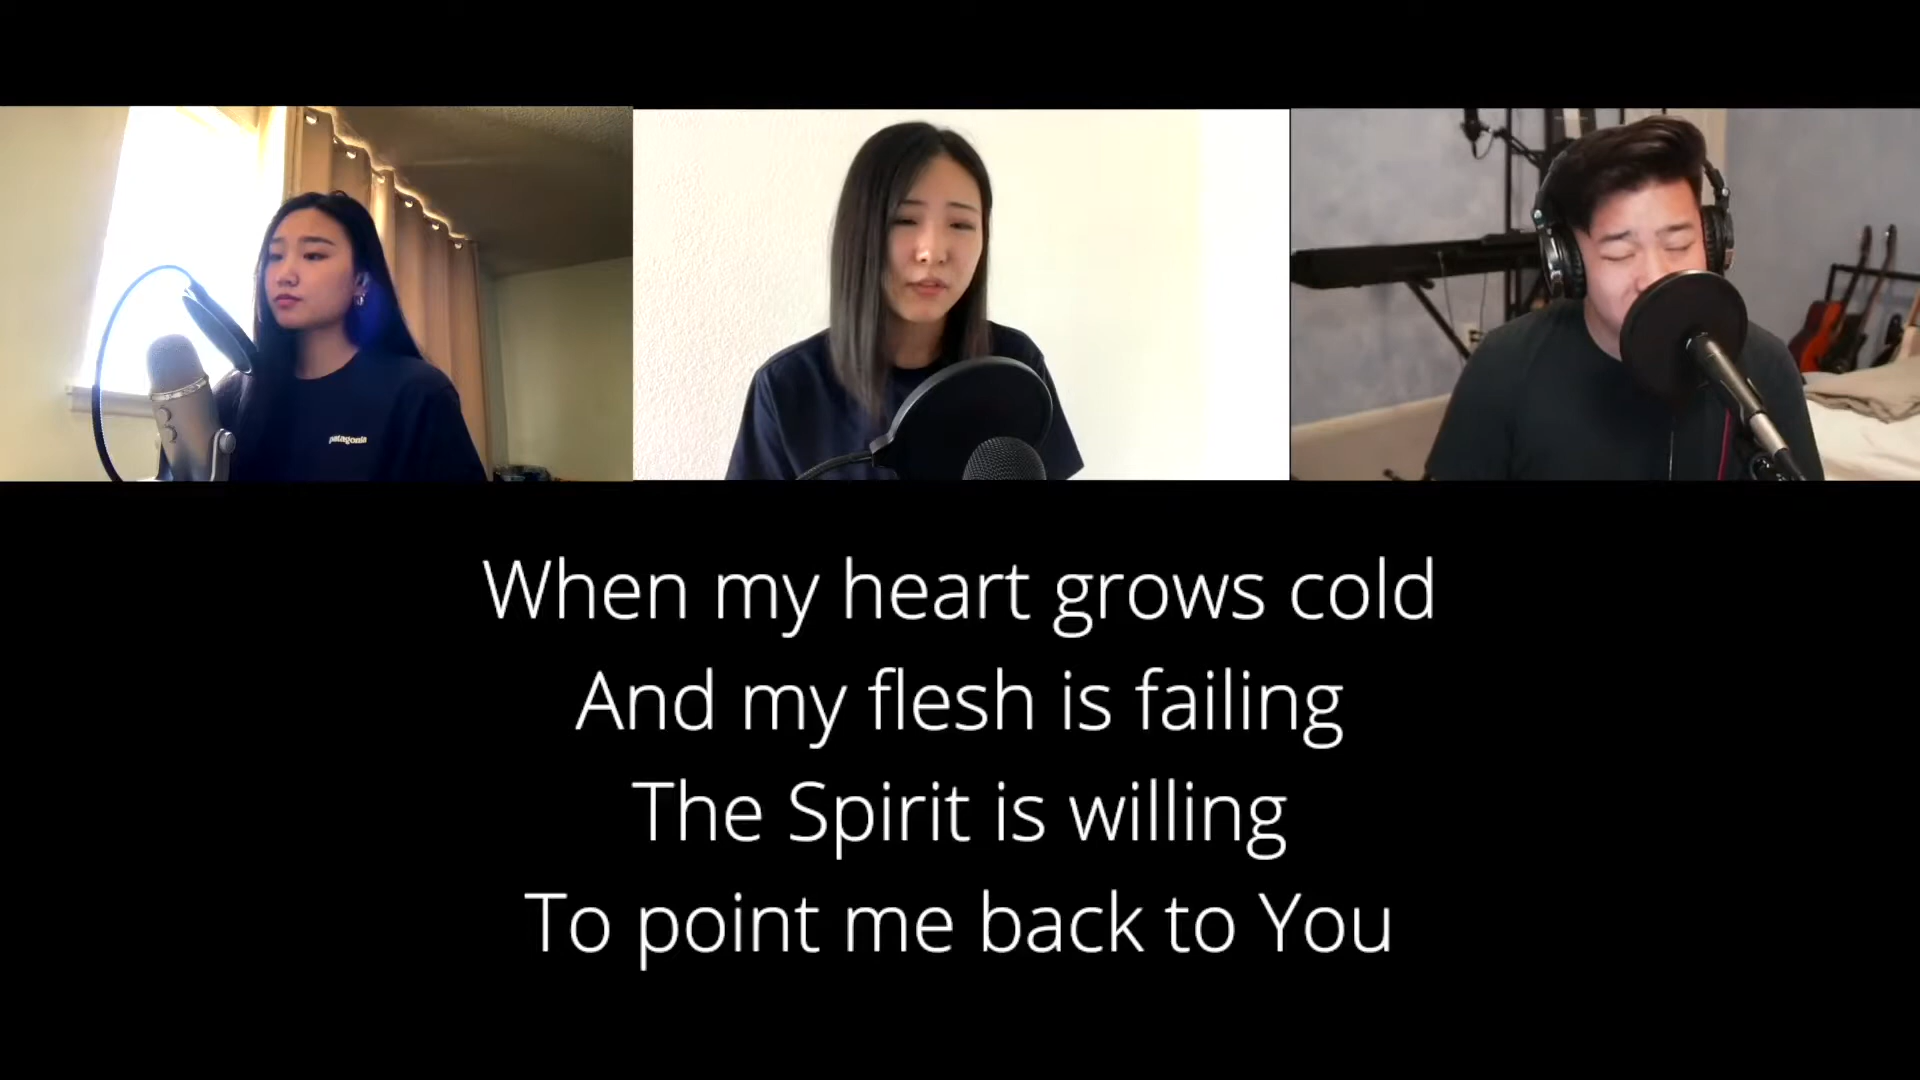 patagonia
When my heart grows cold
And my flesh is failing
The Spirit is willing
To point me back to You